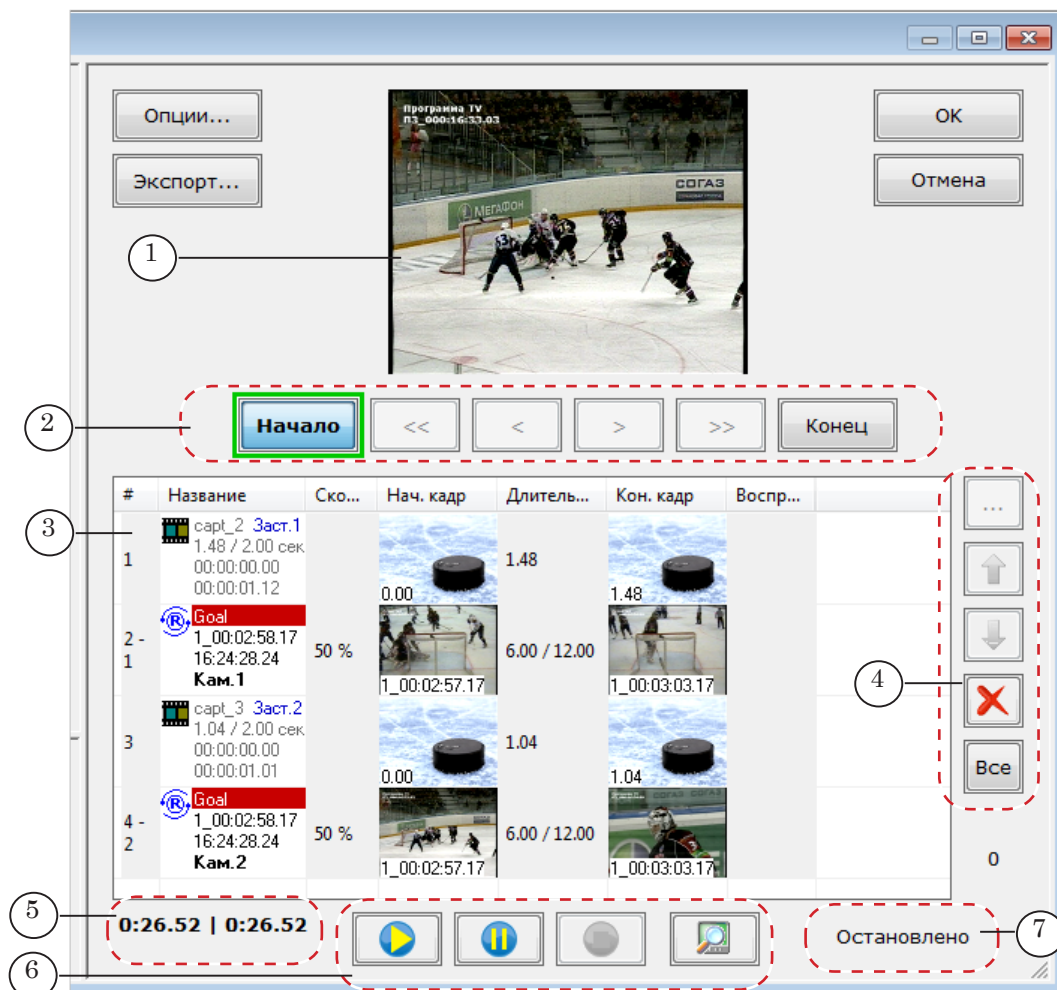 Опции...
Программа TV
ПЗ_000:16:33.03
OK
Экспорт...
Отмена
СОГАЗ
МЕГАФОН
1
2
Начало
<<
<
>
>>
Конец
# Название Ско... Нач. кадр Длитель... Кон. кадр Воспр...
...
3
1
capt_2 Заст.1
1.48 / 2.00 сек
00:00:00.00
00:00:01.12
0.00
1.48
1.48
2 -
1
Goal
1_00:02:58.17
16:24:28.24
Кам.1
50 %
1_00:02:57.17
6.00 / 12.00
1_00:03:03.17
4
3
capt_3 Заст.2
1.04 / 2.00 сек
00:00:00.00
00:00:01.01
0.00
1.04
1.04
Все
4 -
2
Goal
1_00:02:58.17
16:24:28.24
Кам.2
50 %
1_00:02:57.17
6.00 / 12.00
1_00:03:03.17
0
5
0:26.52 | 0:26.52
6
Остановлено
7